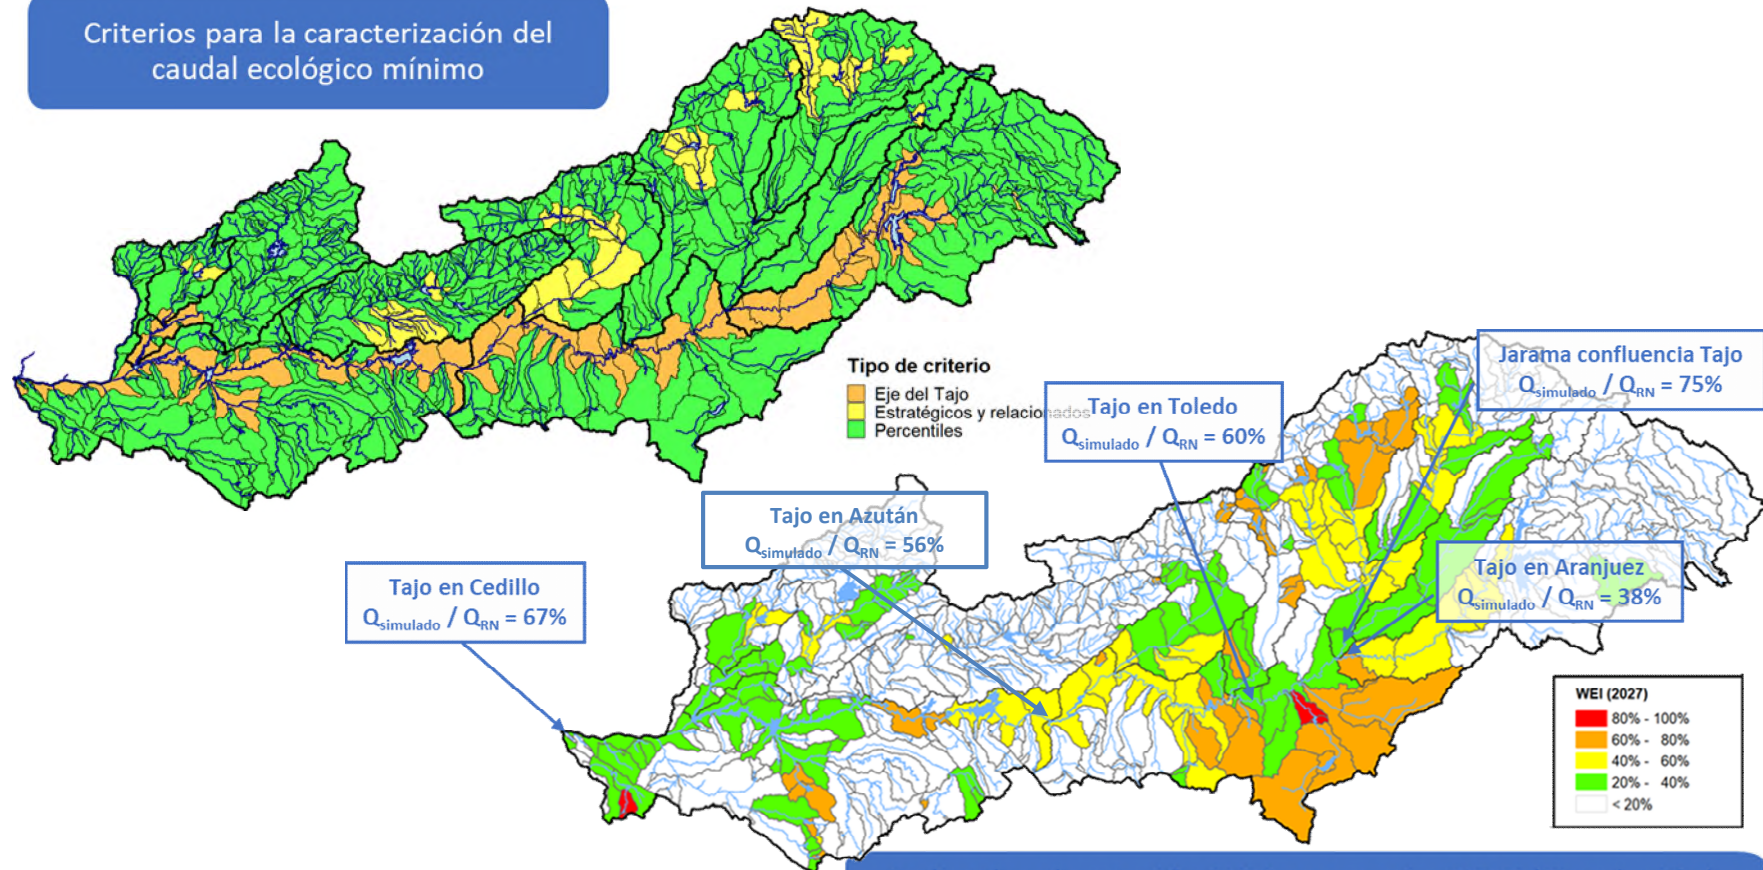 Criterios para la caracterización del
caudal ecológico mínimo
Tipo de criterio
Eje del Tajo
Estratégicos y relacionados
Percentiles
Jarama confluencia Tajo
Qsimulado / QRN = 75%
Tajo en Toledo
Qsimulado / QRN = 60%
Tajo en Azután
Qsimulado / QRN = 56%
Tajo en Aranjuez
Qsimulado / QRN = 38%
Tajo en Cedillo
Qsimulado / QRN = 67%
WEI (2027)
80% - 100%
60% - 80%
40% - 60%
20% - 40%
< 20%